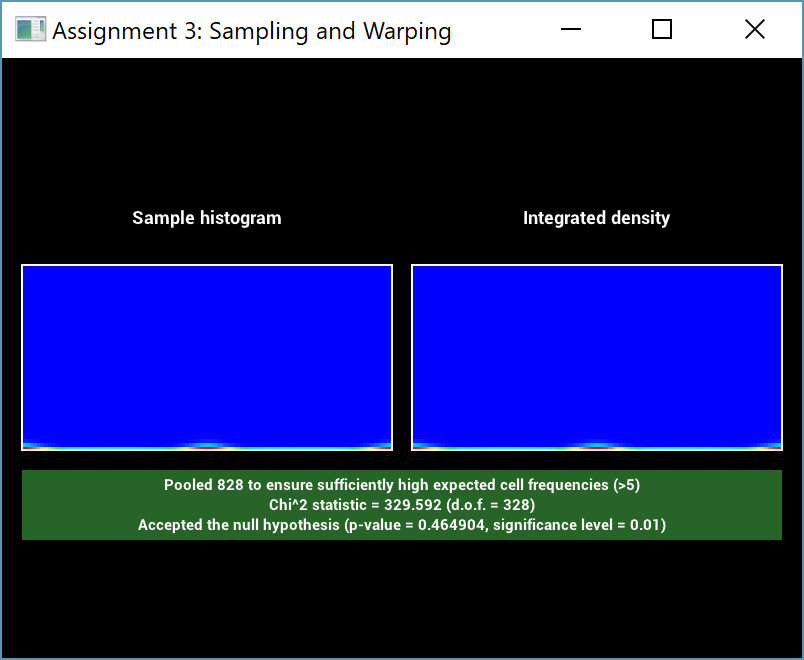 Assignment 3: Sampling and Warping
Sample histogram
Integrated density
Pooled 828 to ensure sufficiently high expected cell frequencies (>5)
Chi^2 statistic = 329.592 (d.o.f. = 328)
Accepted the null hypothesis (p-value = 0.464904, significance level = 0.01)